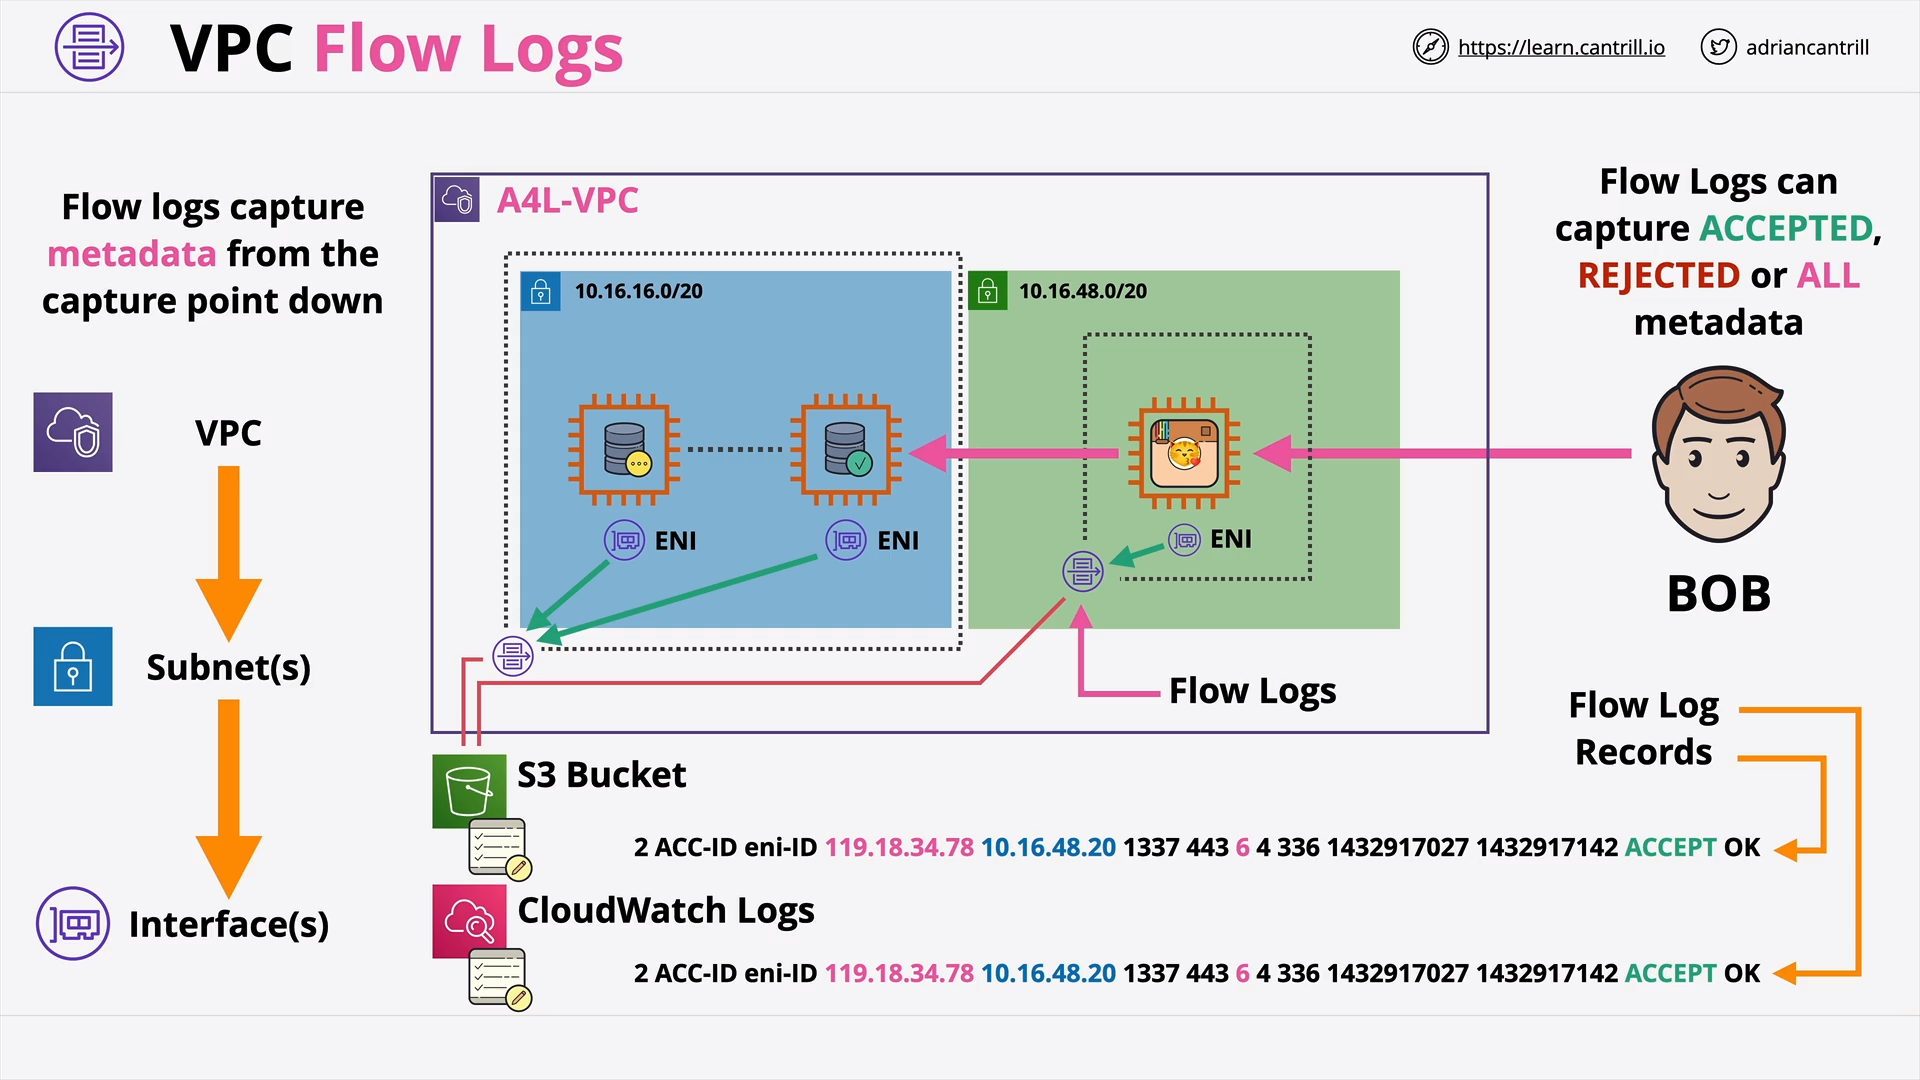 VPC Flow Logs
https://learn.cantrill.io
adriancantrill
Flow logs capture
metadata from the
capture point down
VPC
Subnet(s)
Interface(s)
A4L-VPC
10.16.16.0/20
10.16.48.0/20
ENI
ENI
ENI
Flow Logs
Flow Logs can
capture ACCEPTED,
REJECTED or ALL
metadata
BOB
Flow Log
Records
S3 Bucket
2 ACC-ID eni-ID 119.18.34.78 10.16.48.20 1337 443 6 4 336 1432917027 1432917142 ACCEPT OK
CloudWatch Logs
2 ACC-ID eni-ID 119.18.34.78 10.16.48.20 1337 443 6 4 336 1432917027 1432917142 ACCEPT OK